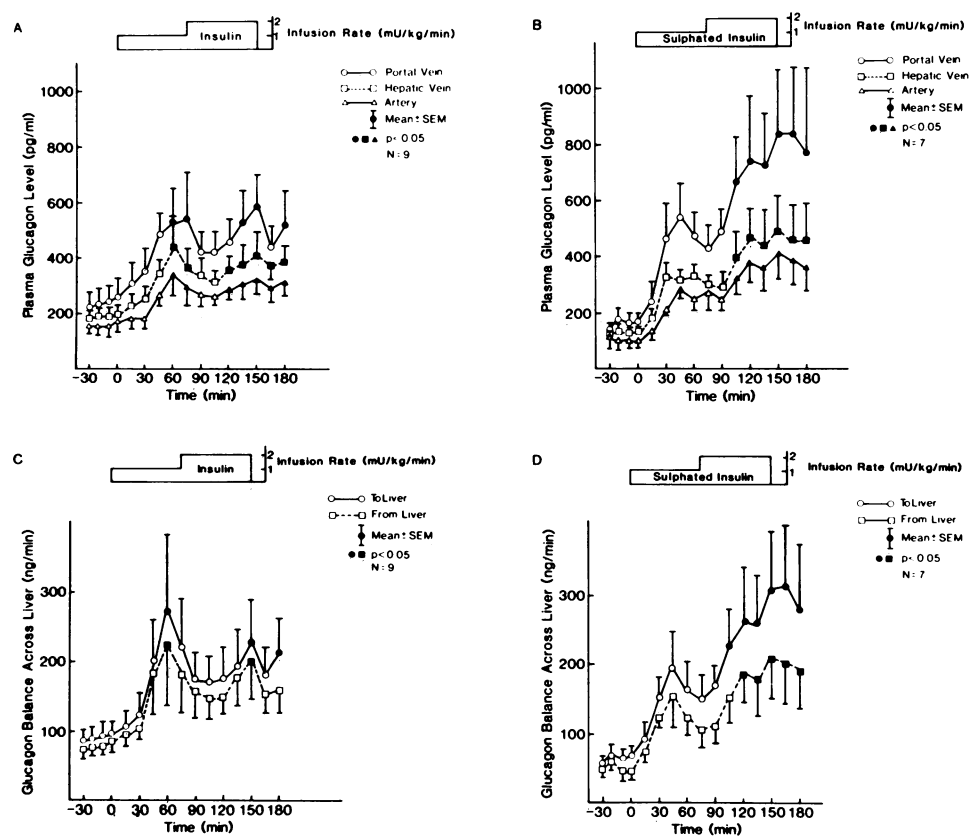 A
Insulin
2
1
Infusion Rate (mU/kg/min)
Portal Vein
Hepatic Vein
Artery
Mean ± SEM
p<0.05
N=9
Plasma Glucagon Level (pg/ml)
1000
800
600
400
200
-30 0 30 60 90 120 150 180
Time (min)
B
Sulphated Insulin
2
1
Infusion Rate (mU/kg/min)
Portal Vein
Hepatic Vein
Artery
Mean ± SEM
p<0.05
N=7
Plasma Glucagon Level (pg/ml)
1000
800
600
400
200
-30 0 30 60 90 120 150 180
Time (min)
C
Insulin
2
1
Infusion Rate (mU/kg/min)
To Liver
From Liver
Mean ± SEM
p<0.05
N=9
Glucagon Balance Across Liver (ng/min)
300
200
100
-30 0 30 60 90 120 150 180
Time (min)
D
Sulphated Insulin
2
1
Infusion Rate (mU/kg/min)
To Liver
From Liver
Mean ± SEM
p<0.05
N=7
Glucagon Balance Across Liver (ng/min)
300
200
100
-30 0 30 60 90 120 150 180
Time (min)